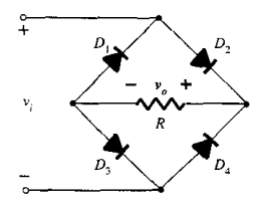 +
D1 D2
− vo +
vi
R
D3 D4
−